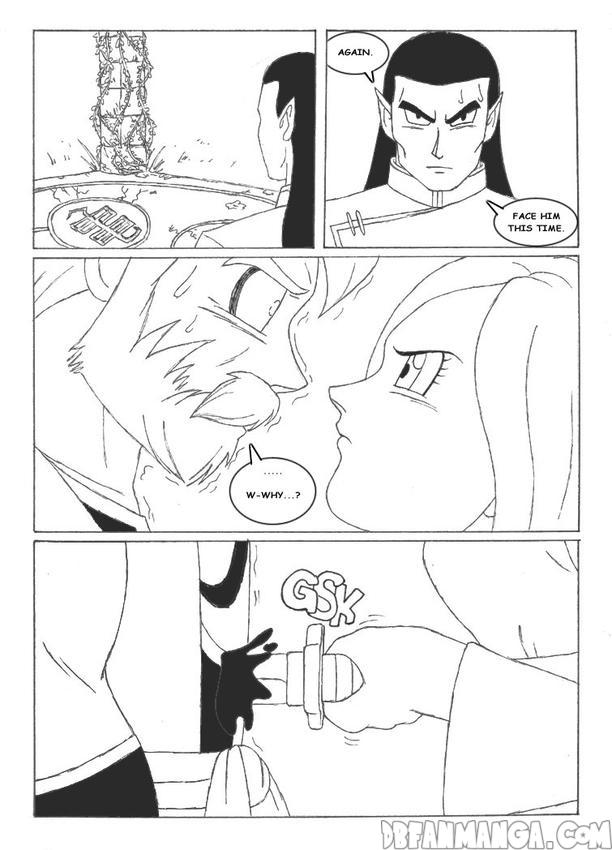 AGAIN.
FACE HIM
THIS TIME.
.....
W-WHY...?
GSK
DBFANMANGA.COM